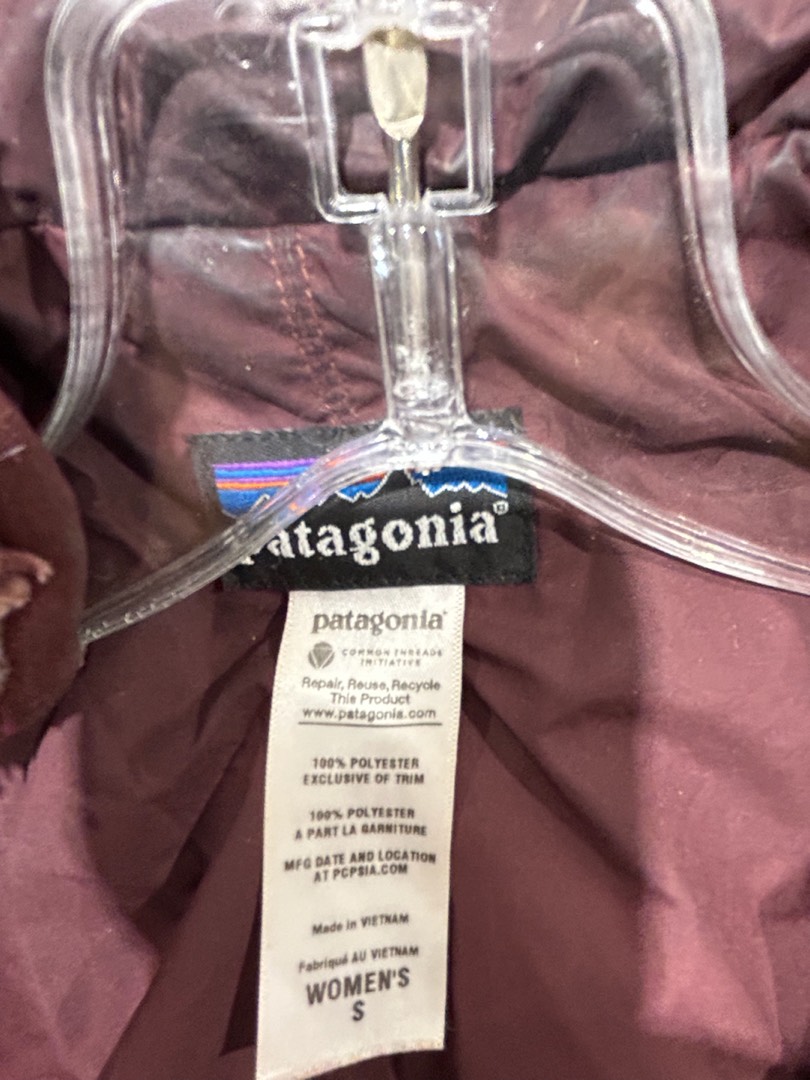 patagonia®
patagonia®
COMMON THREADS
INITIATIVE
Repair, Reuse, Recycle
This Product
www.patagonia.com
100% POLYESTER
EXCLUSIVE OF TRIM
100% POLYESTER
A PART LA GARNITURE
MFG DATE AND LOCATION
AT PCPSIA.COM
Made in VIETNAM
Fabriqué AU VIETNAM
WOMEN'S
S